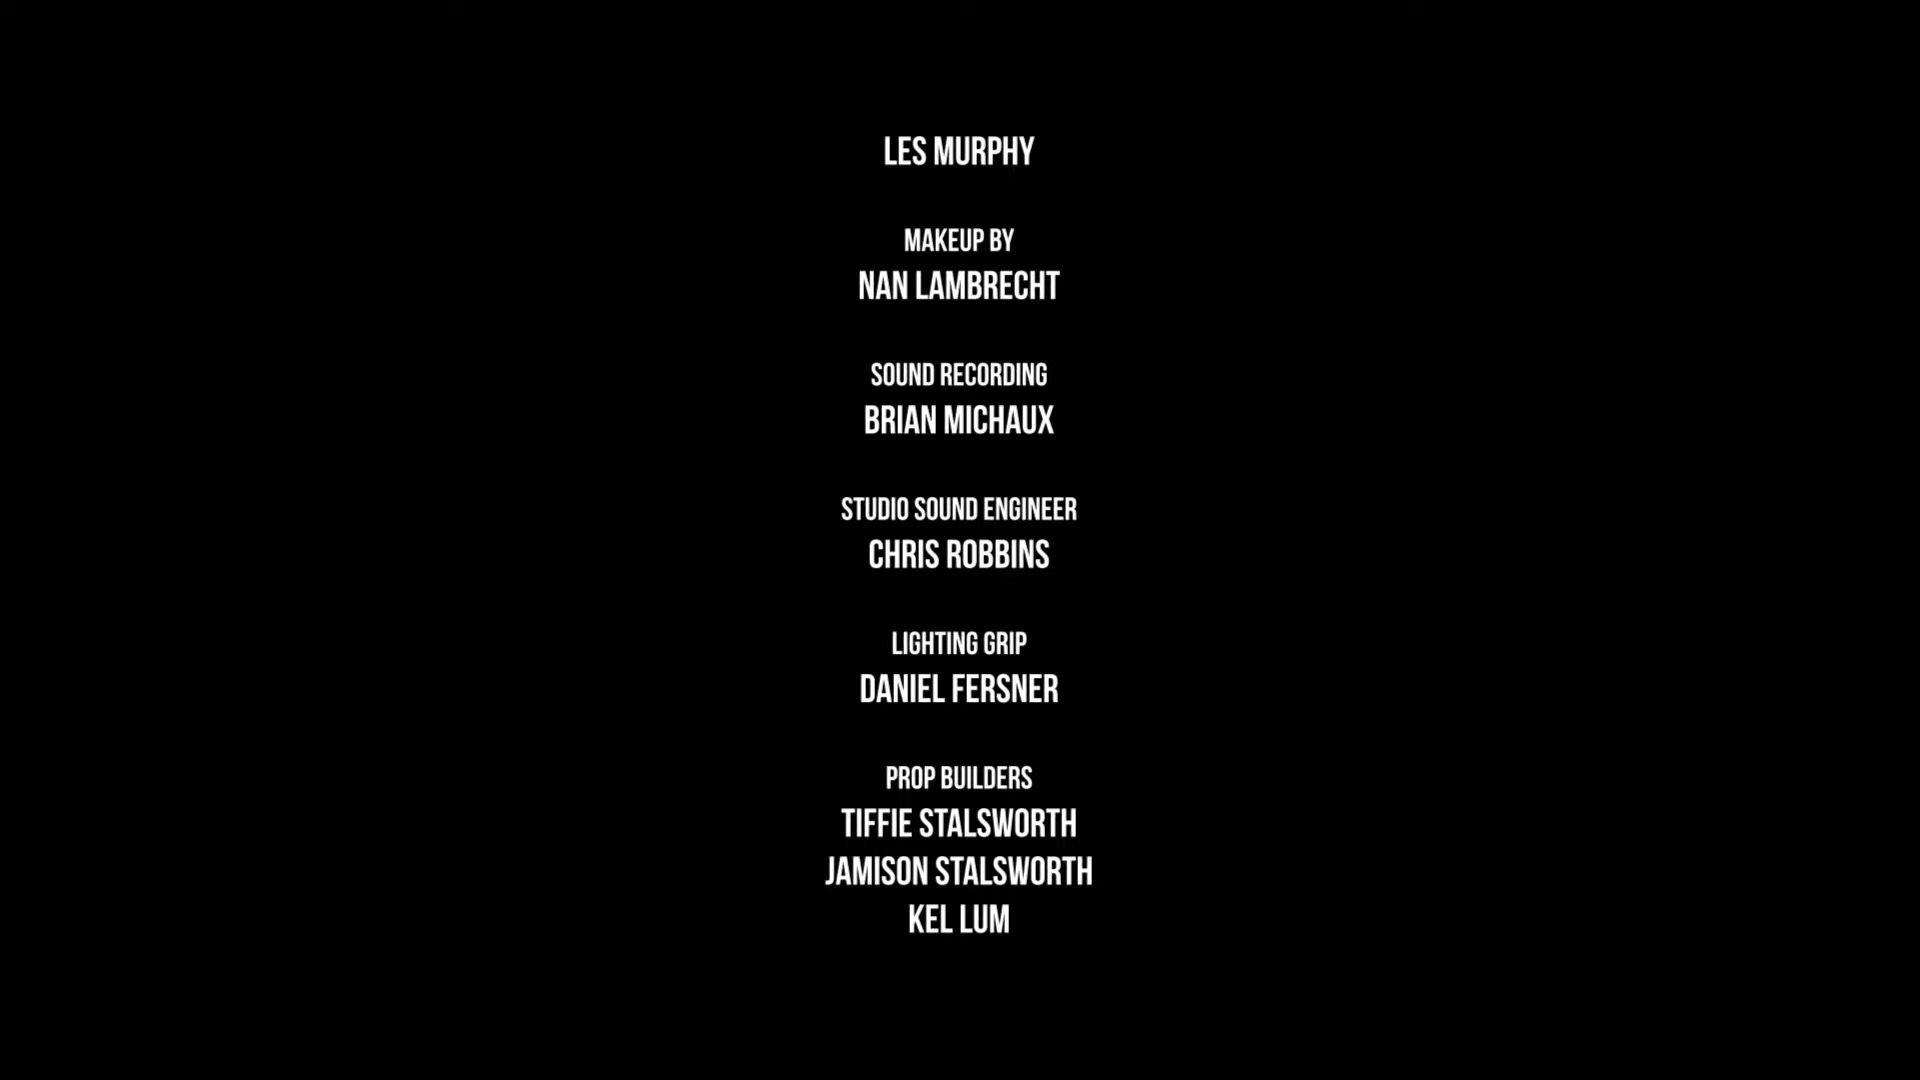 LES MURPHY
MAKEUP BY
NAN LAMBRECHT
SOUND RECORDING
BRIAN MICHAUX
STUDIO SOUND ENGINEER
CHRIS ROBBINS
LIGHTING GRIP
DANIEL FERSNER
PROP BUILDERS
TIFFIE STALSWORTH
JAMISON STALSWORTH
KEL LUM